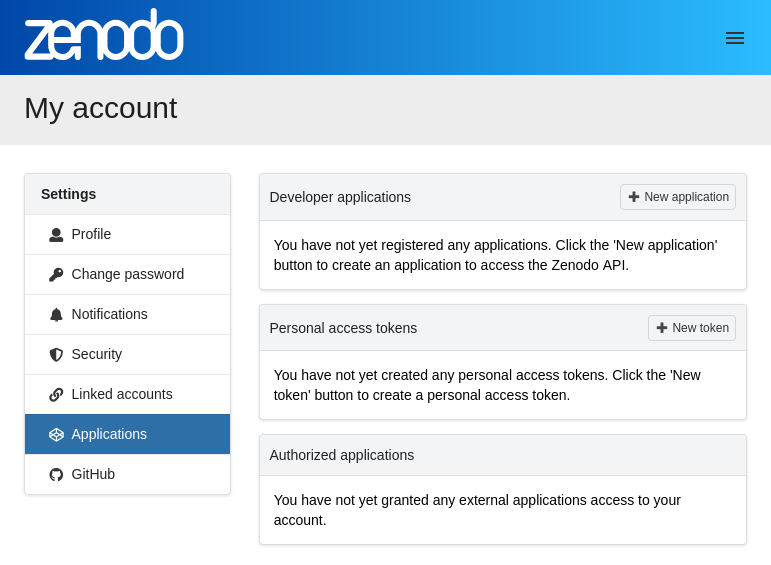 zenodo
My account
Settings
Profile
Change password
Notifications
Security
Linked accounts
Applications
GitHub
Developer applications
New application
You have not yet registered any applications. Click the 'New application'
button to create an application to access the Zenodo API.
Personal access tokens
New token
You have not yet created any personal access tokens. Click the 'New
token' button to create a personal access token.
Authorized applications
You have not yet granted any external applications access to your
account.